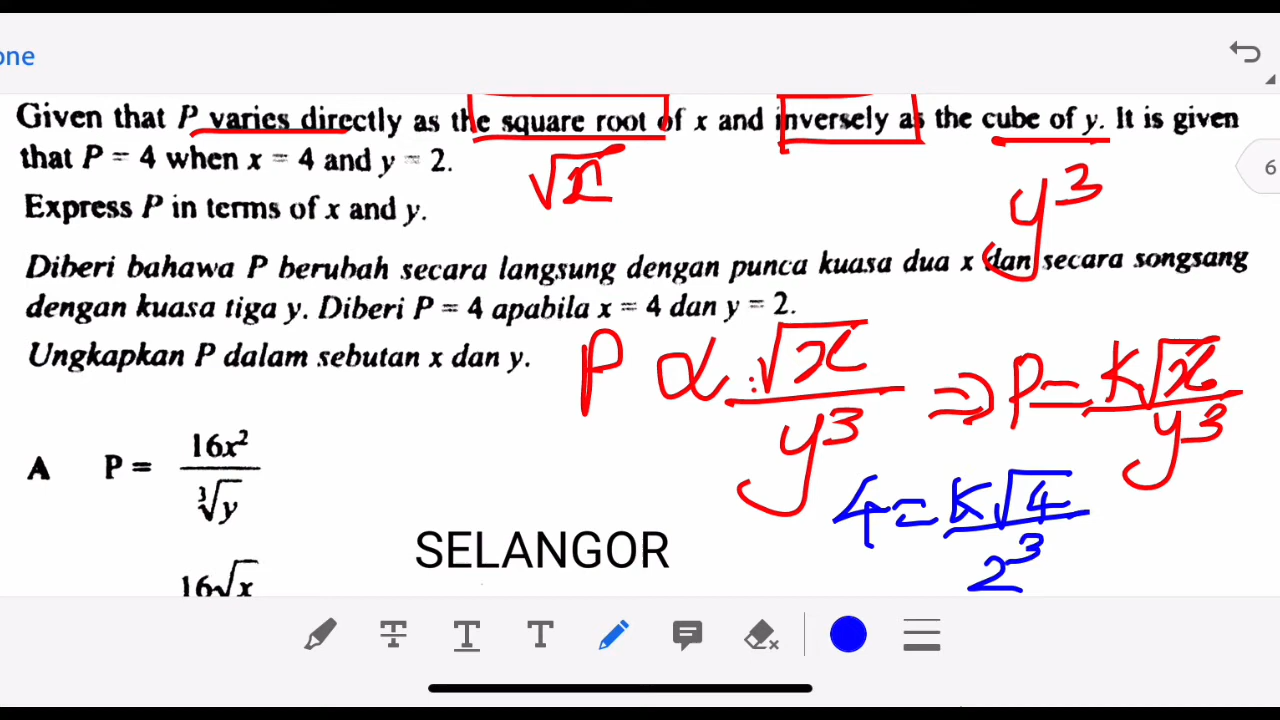 one
Given that P varies directly as the square root of x and inversely as the cube of y. It is given
that P = 4 when x = 4 and y = 2.
√x
y³
6
Express P in terms of x and y.
Diberi bahawa P berubah secara langsung dengan punca kuasa dua x dan secara songsang
dengan kuasa tiga y. Diberi P = 4 apabila x = 4 dan y = 2.
Ungkapkan P dalam sebutan x dan y.
P ∝ √x / y³ ⇒ P = k√x / y³
A P = 16x² / ∛y
4 = k√4 / 2³
SELANGOR
16√x
T T T